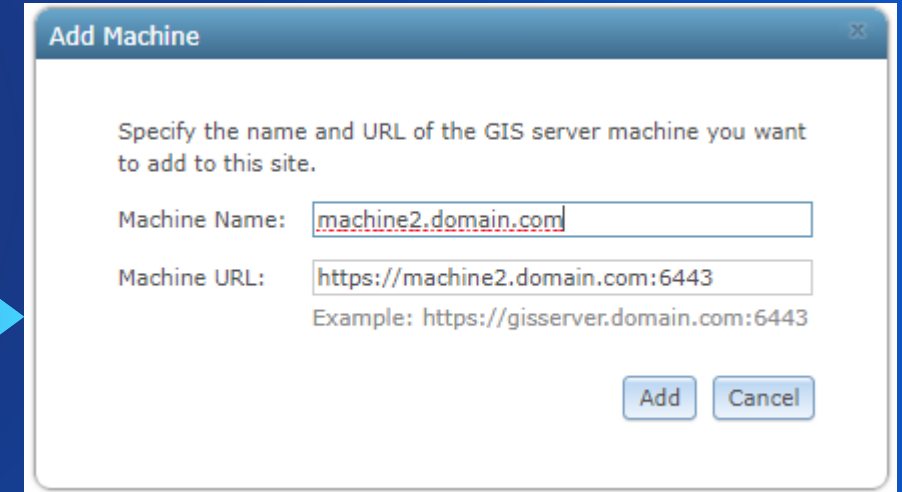 Add Machine
Specify the name and URL of the GIS server machine you want
to add to this site.
Machine Name: machine2.domain.com
Machine URL: https://machine2.domain.com:6443
Example: https://gisserver.domain.com:6443
Add Cancel